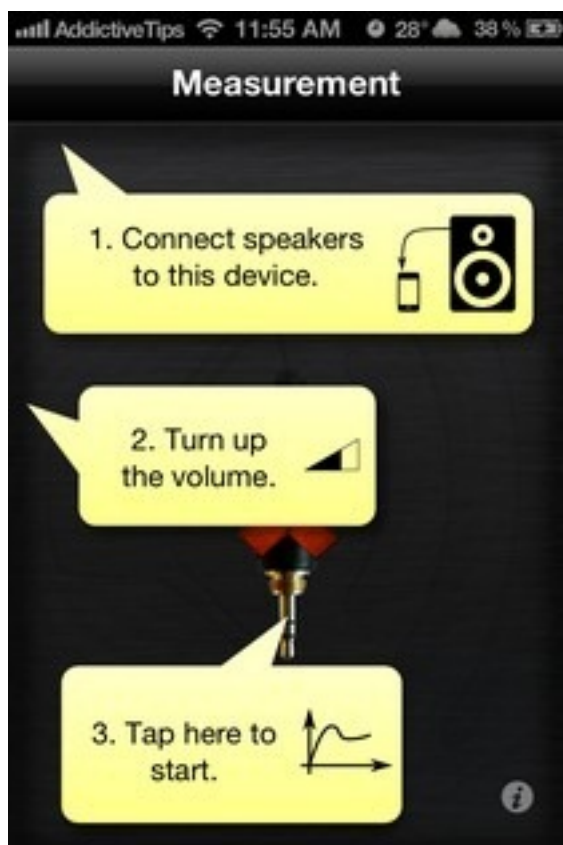 AddictiveTips 11:55 AM 28° 38%
Measurement
1. Connect speakers
to this device.
2. Turn up
the volume.
3. Tap here to
start.
i